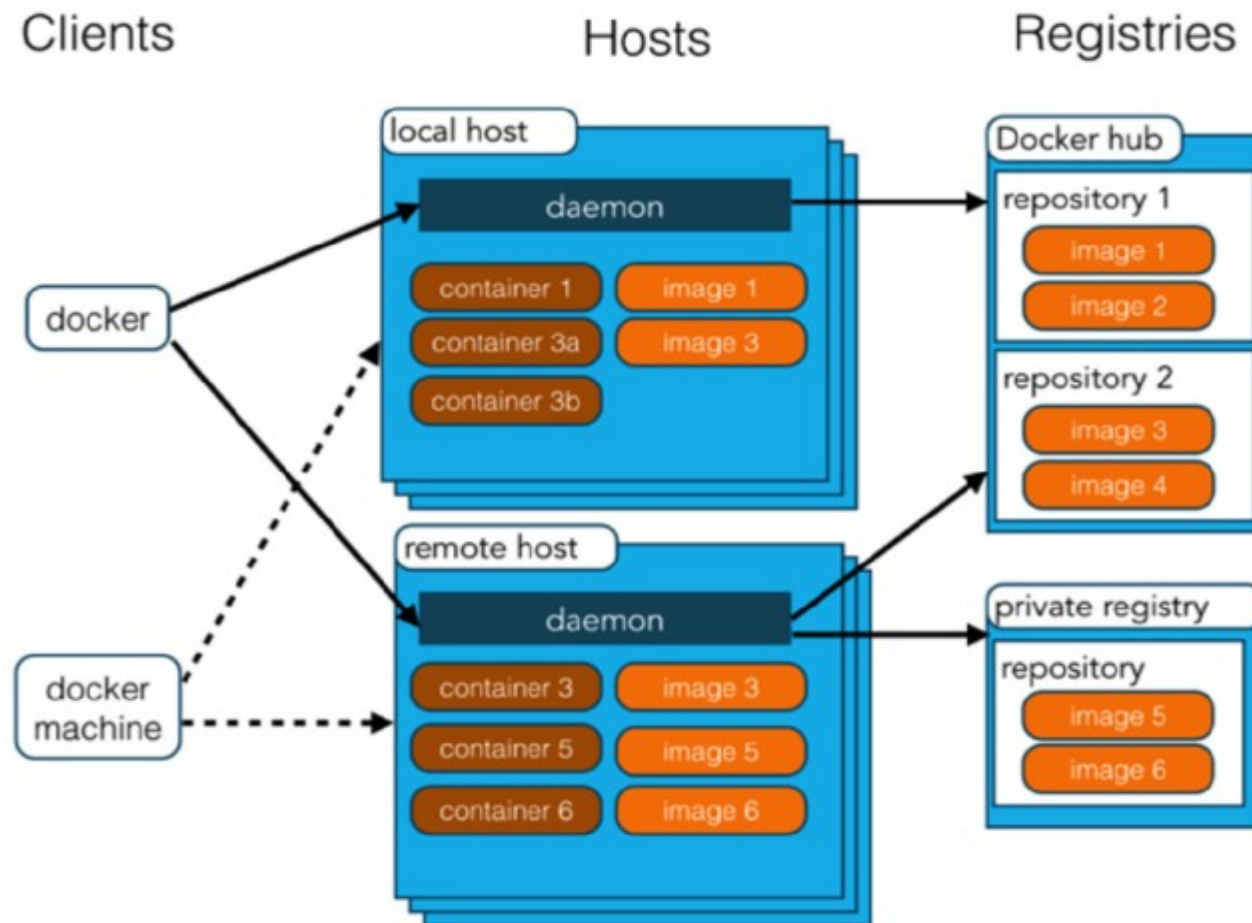 Clients
Hosts
Registries
docker
docker
machine
local host
daemon
container 1
image 1
container 3a
image 3
container 3b
remote host
daemon
container 3
image 3
container 5
image 5
container 6
image 6
Docker hub
repository 1
image 1
image 2
repository 2
image 3
image 4
private registry
repository
image 5
image 6